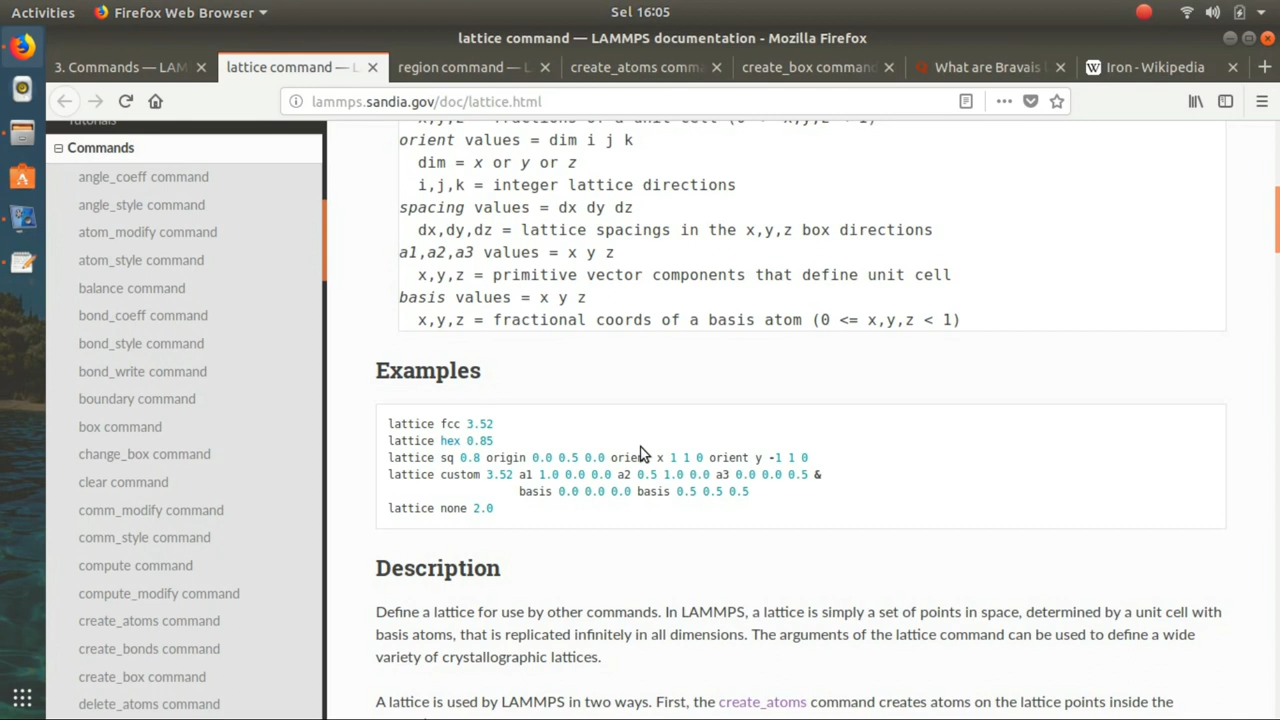 Activities
Firefox Web Browser
Sel 16:05
lattice command — LAMMPS documentation - Mozilla Firefox
3. Commands — LAM
lattice command — L
region command — L
create_atoms comm
create_box command
What are Bravais L
Iron - Wikipedia
lammps.sandia.gov/doc/lattice.html
Tutorials
Commands
angle_coeff command
angle_style command
atom_modify command
atom_style command
balance command
bond_coeff command
bond_style command
bond_write command
boundary command
box command
change_box command
clear command
comm_modify command
comm_style command
compute command
compute_modify command
create_atoms command
create_bonds command
create_box command
delete_atoms command
x,y,z = fractions of a unit cell (0 <= x,y,z < 1)
orient values = dim i j k
dim = x or y or z
i,j,k = integer lattice directions
spacing values = dx dy dz
dx,dy,dz = lattice spacings in the x,y,z box directions
a1,a2,a3 values = x y z
x,y,z = primitive vector components that define unit cell
basis values = x y z
x,y,z = fractional coords of a basis atom (0 <= x,y,z < 1)
Examples
lattice fcc 3.52
lattice hex 0.85
lattice sq 0.8 origin 0.0 0.5 0.0 orient x 1 1 0 orient y -1 1 0
lattice custom 3.52 a1 1.0 0.0 0.0 a2 0.5 1.0 0.0 a3 0.0 0.0 0.5 &
basis 0.0 0.0 0.0 basis 0.5 0.5 0.5
lattice none 2.0
Description
Define a lattice for use by other commands. In LAMMPS, a lattice is simply a set of points in space, determined by a unit cell with
basis atoms, that is replicated infinitely in all dimensions. The arguments of the lattice command can be used to define a wide
variety of crystallographic lattices.
A lattice is used by LAMMPS in two ways. First, the create_atoms command creates atoms on the lattice points inside the